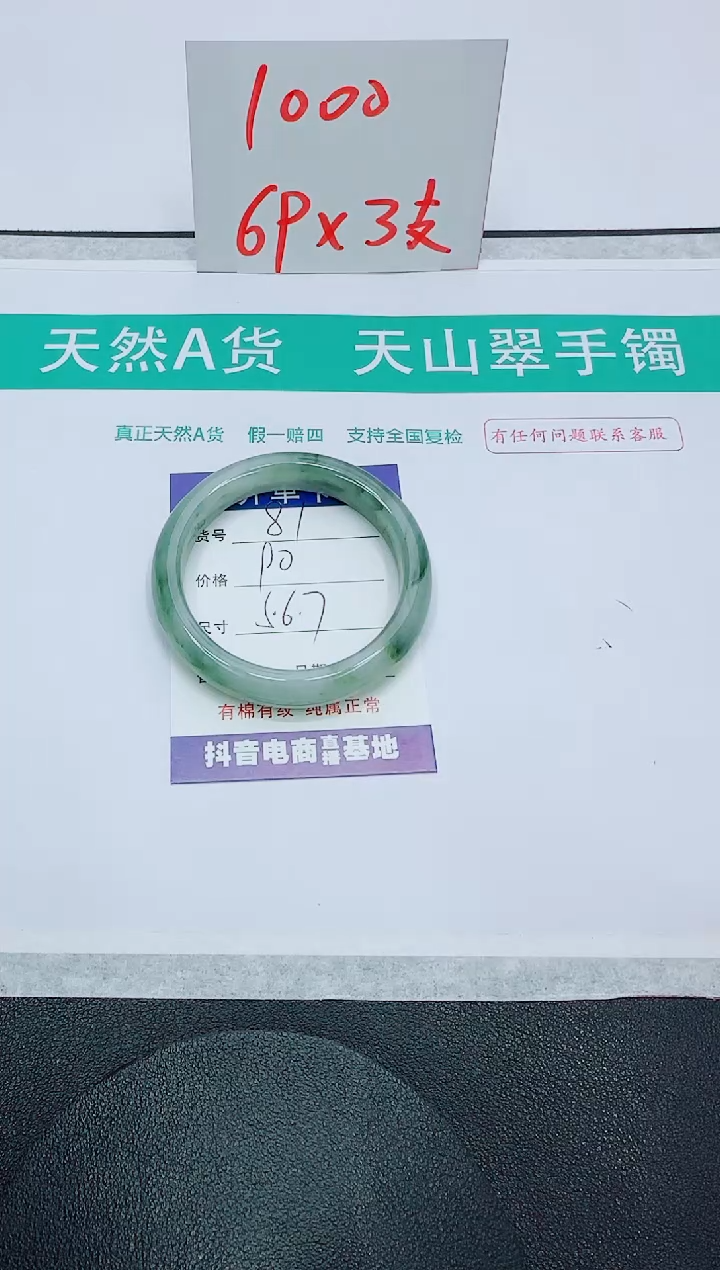 1000
6P×3支
天然A货 天山翠手镯
真正天然A货 假一赔四 支持全国复检 有任何问题联系客服
货号 81
价格 P0
尺寸 56.7
有棉有纹 纯属正常
抖音电商直播基地